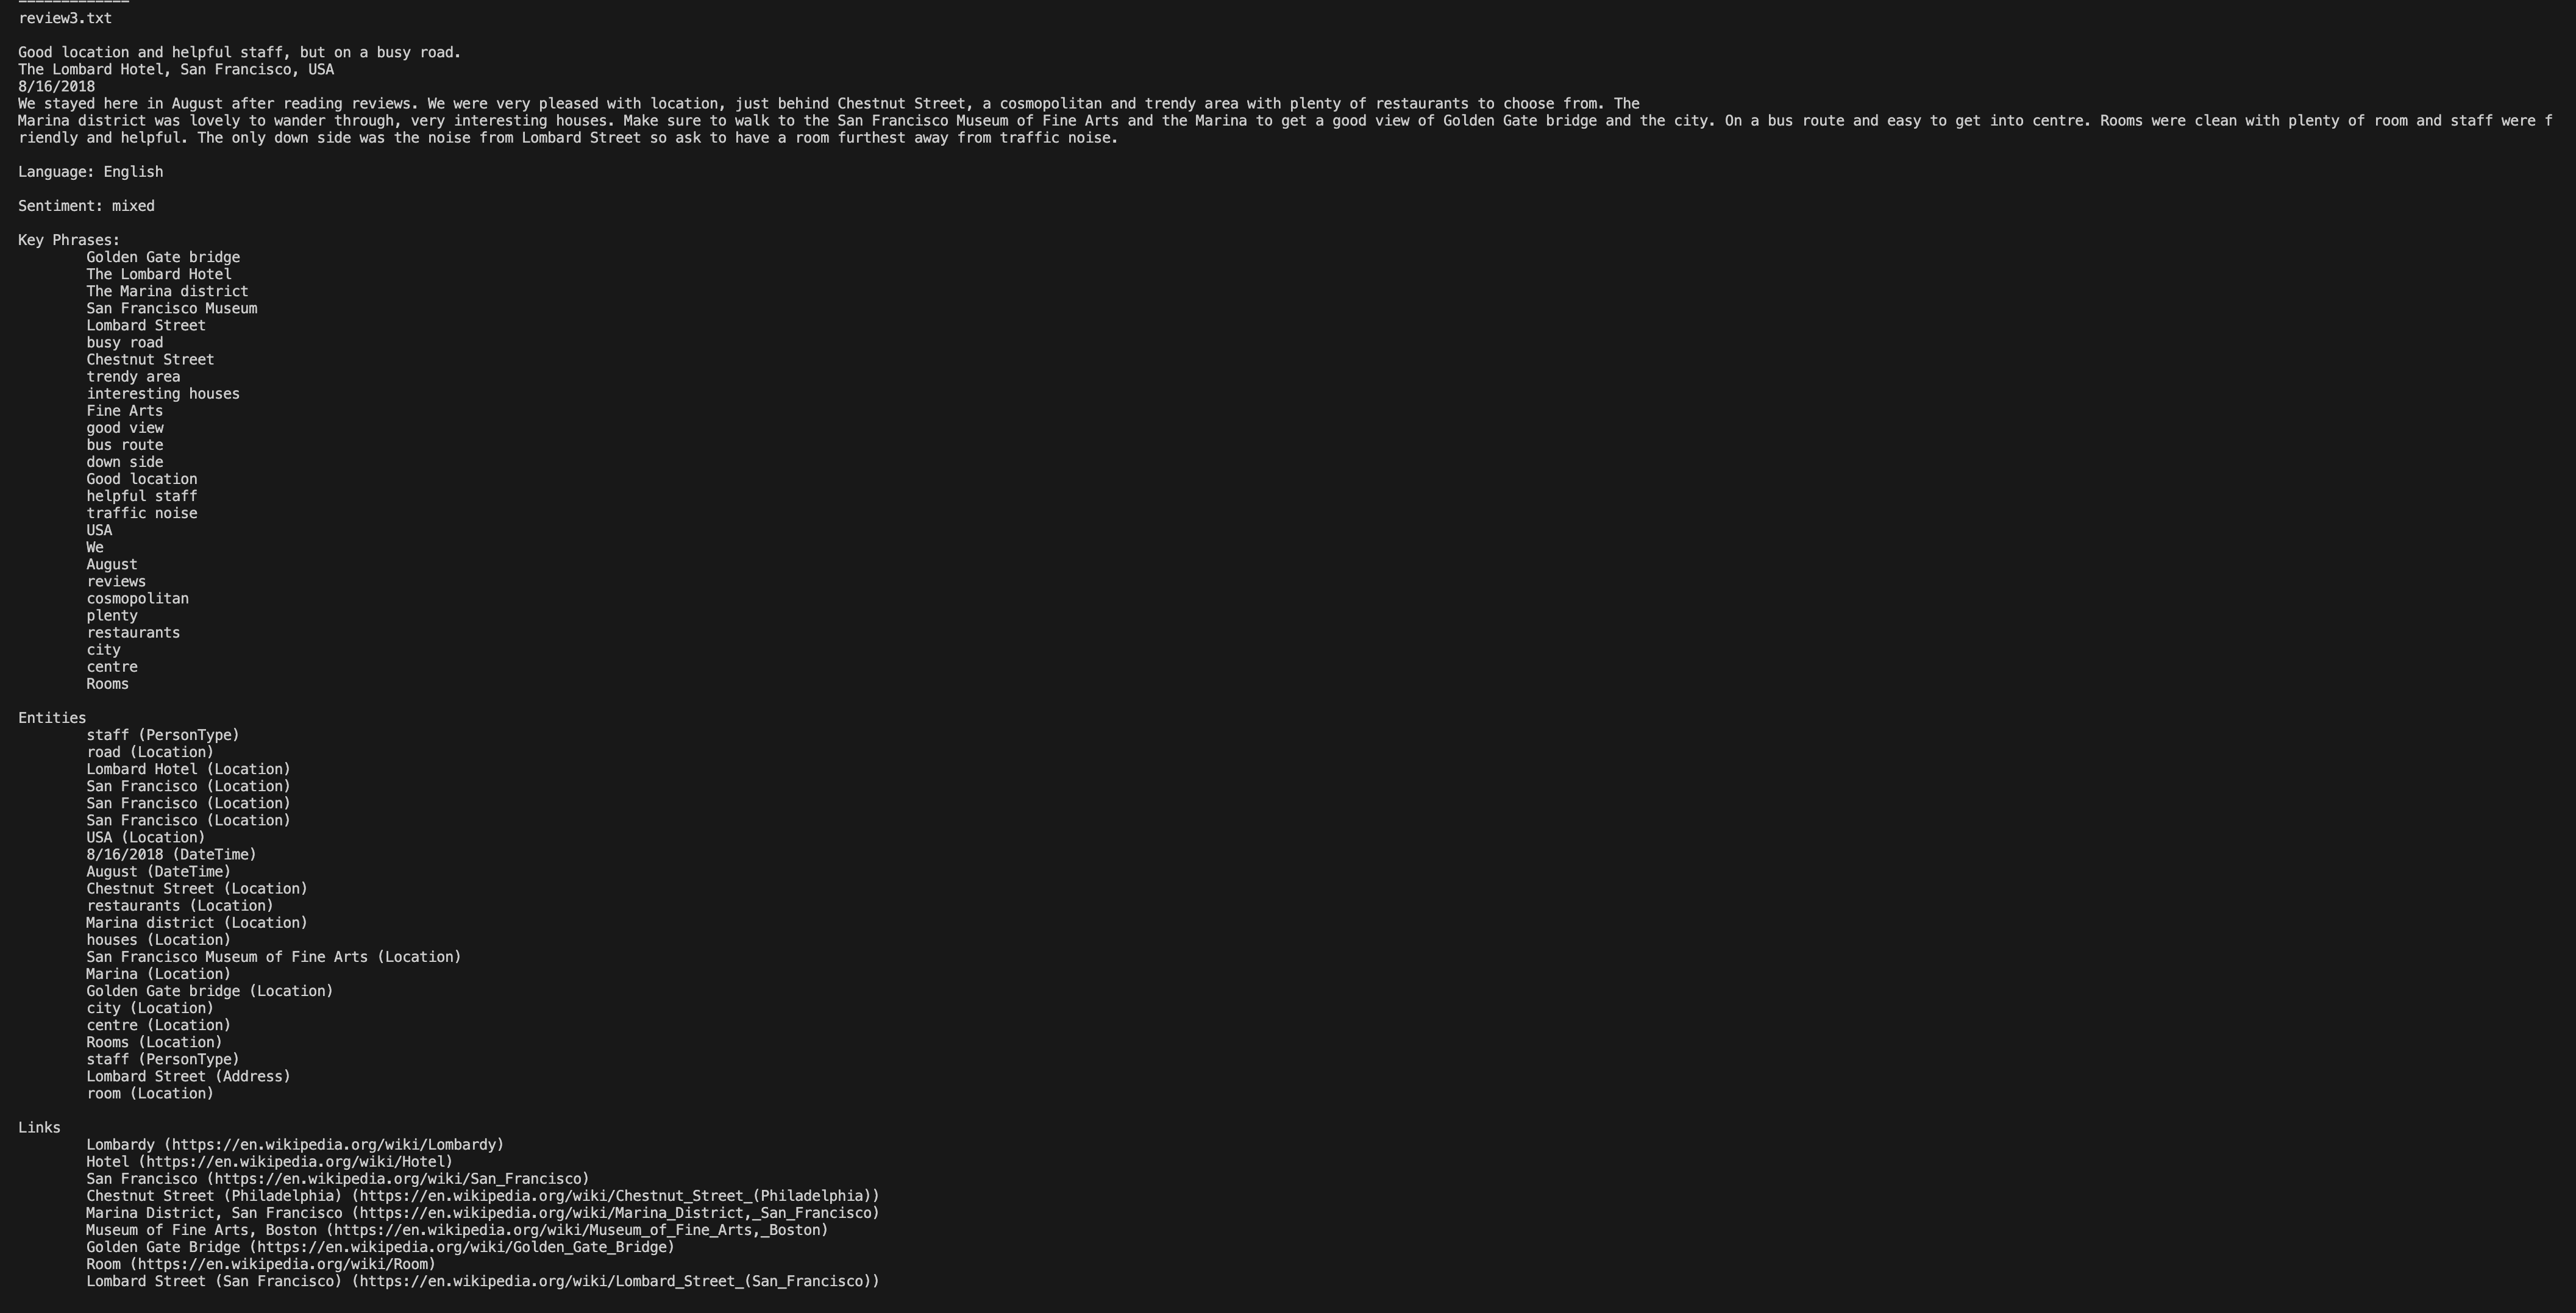 review3.txt
Good location and helpful staff, but on a busy road.
The Lombard Hotel, San Francisco, USA
8/16/2018
We stayed here in August after reading reviews. We were very pleased with location, just behind Chestnut Street, a cosmopolitan and trendy area with plenty of restaurants to choose from. The
Marina district was lovely to wander through, very interesting houses. Make sure to walk to the San Francisco Museum of Fine Arts and the Marina to get a good view of Golden Gate bridge and the city. On a bus route and easy to get into centre. Rooms were clean with plenty of room and staff were f
riendly and helpful. The only down side was the noise from Lombard Street so ask to have a room furthest away from traffic noise.
Language: English
Sentiment: mixed
Key Phrases:
Golden Gate bridge
The Lombard Hotel
The Marina district
San Francisco Museum
Lombard Street
busy road
Chestnut Street
trendy area
interesting houses
Fine Arts
good view
bus route
down side
Good location
helpful staff
traffic noise
USA
We
August
reviews
cosmopolitan
plenty
restaurants
city
centre
Rooms
Entities
staff (PersonType)
road (Location)
Lombard Hotel (Location)
San Francisco (Location)
San Francisco (Location)
San Francisco (Location)
USA (Location)
8/16/2018 (DateTime)
August (DateTime)
Chestnut Street (Location)
restaurants (Location)
Marina district (Location)
houses (Location)
San Francisco Museum of Fine Arts (Location)
Marina (Location)
Golden Gate bridge (Location)
city (Location)
centre (Location)
Rooms (Location)
staff (PersonType)
Lombard Street (Address)
room (Location)
Links
Lombardy (https://en.wikipedia.org/wiki/Lombardy)
Hotel (https://en.wikipedia.org/wiki/Hotel)
San Francisco (https://en.wikipedia.org/wiki/San_Francisco)
Chestnut Street (Philadelphia) (https://en.wikipedia.org/wiki/Chestnut_Street_(Philadelphia))
Marina District, San Francisco (https://en.wikipedia.org/wiki/Marina_District,_San_Francisco)
Museum of Fine Arts, Boston (https://en.wikipedia.org/wiki/Museum_of_Fine_Arts,_Boston)
Golden Gate Bridge (https://en.wikipedia.org/wiki/Golden_Gate_Bridge)
Room (https://en.wikipedia.org/wiki/Room)
Lombard Street (San Francisco) (https://en.wikipedia.org/wiki/Lombard_Street_(San_Francisco))